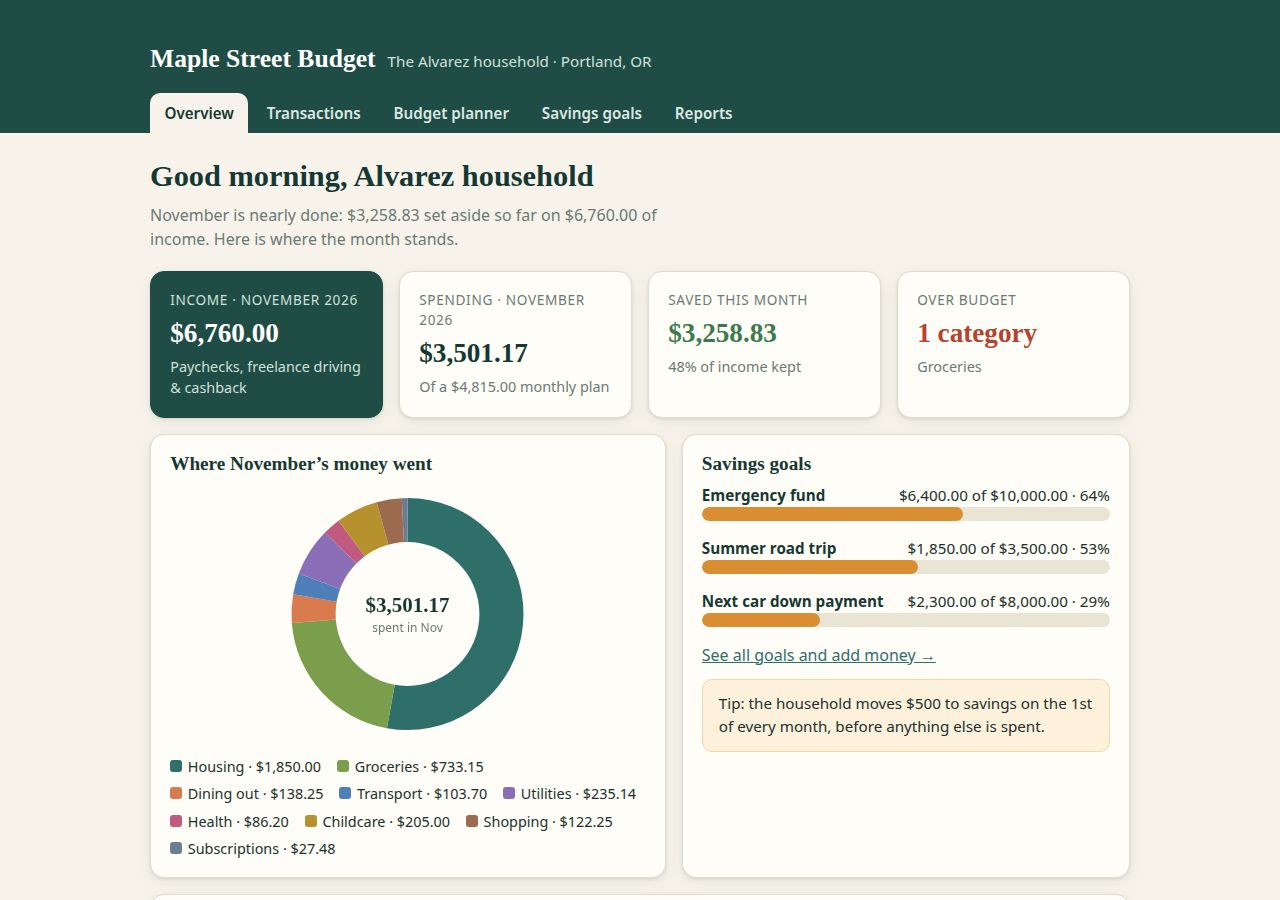 Maple Street Budget The Alvarez household · Portland, OR
Overview Transactions Budget planner Savings goals Reports
Good morning, Alvarez household
November is nearly done: $3,258.83 set aside so far on $6,760.00 of
income. Here is where the month stands.
INCOME · NOVEMBER 2026
$6,760.00
Paychecks, freelance driving
& cashback
SPENDING · NOVEMBER
2026
$3,501.17
Of a $4,815.00 monthly plan
SAVED THIS MONTH
$3,258.83
48% of income kept
OVER BUDGET
1 category
Groceries
Where November’s money went
$3,501.17
spent in Nov
Housing · $1,850.00 Groceries · $733.15
Dining out · $138.25 Transport · $103.70 Utilities · $235.14
Health · $86.20 Childcare · $205.00 Shopping · $122.25
Subscriptions · $27.48
Savings goals
Emergency fund $6,400.00 of $10,000.00 · 64%
Summer road trip $1,850.00 of $3,500.00 · 53%
Next car down payment $2,300.00 of $8,000.00 · 29%
See all goals and add money →
Tip: the household moves $500 to savings on the 1st
of every month, before anything else is spent.